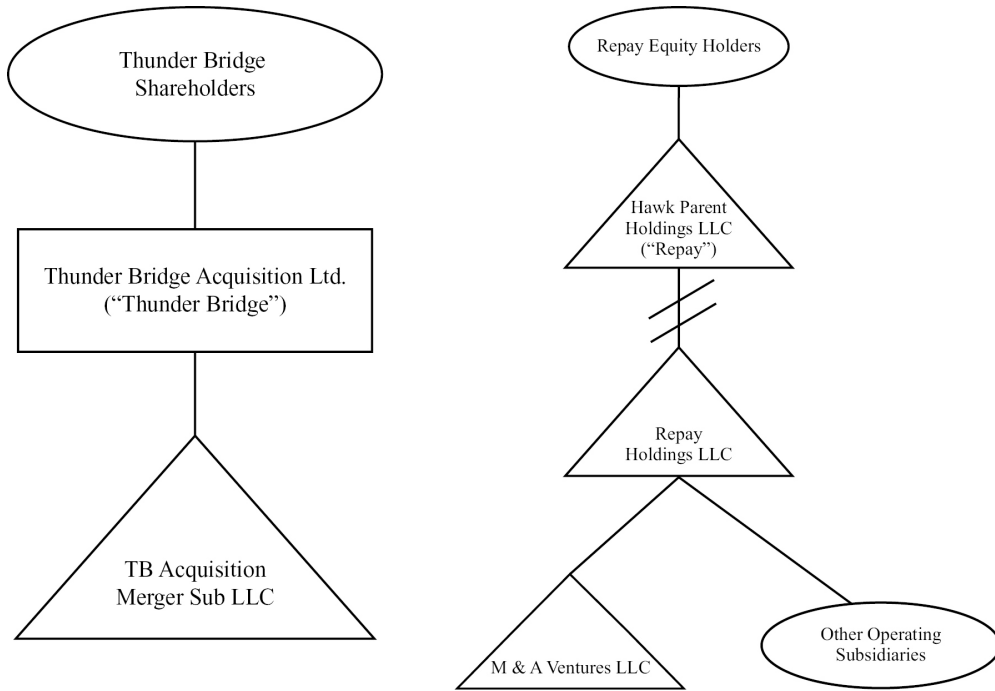 Thunder Bridge
Shareholders
Thunder Bridge Acquisition Ltd.
(“Thunder Bridge”)
TB Acquisition
Merger Sub LLC
Repay Equity Holders
Hawk Parent
Holdings LLC
(“Repay”)
Repay
Holdings LLC
M & A Ventures LLC
Other Operating
Subsidiaries